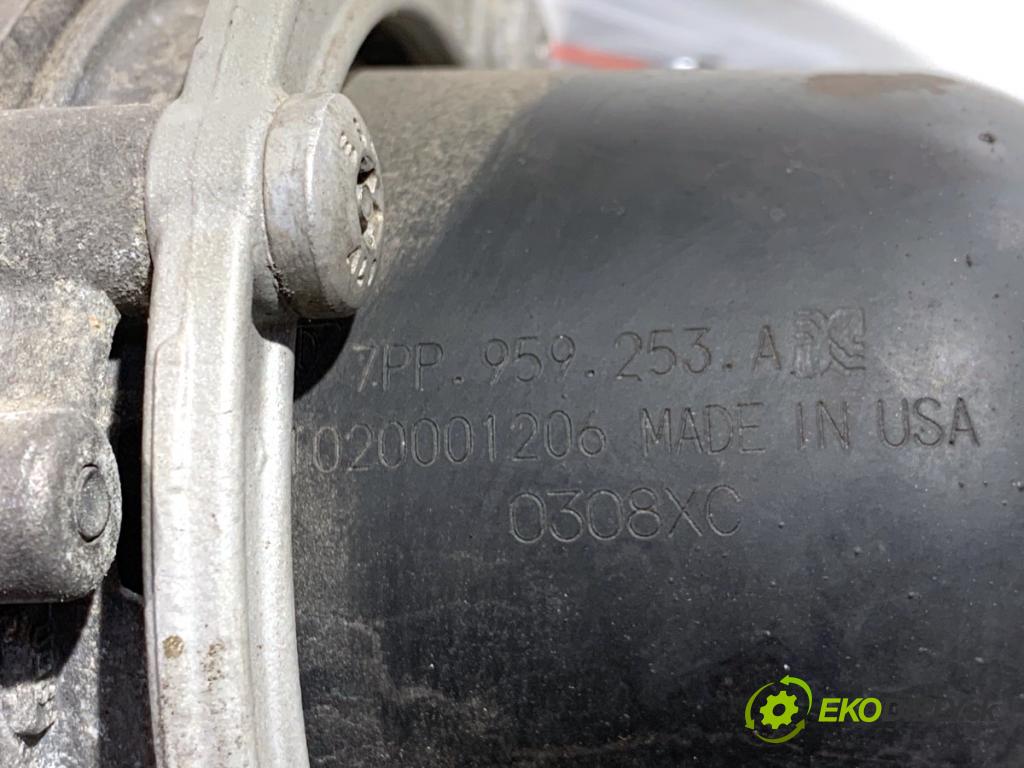 7PP.959.253.A
1020001206 MADE IN USA
0308XC
EKO